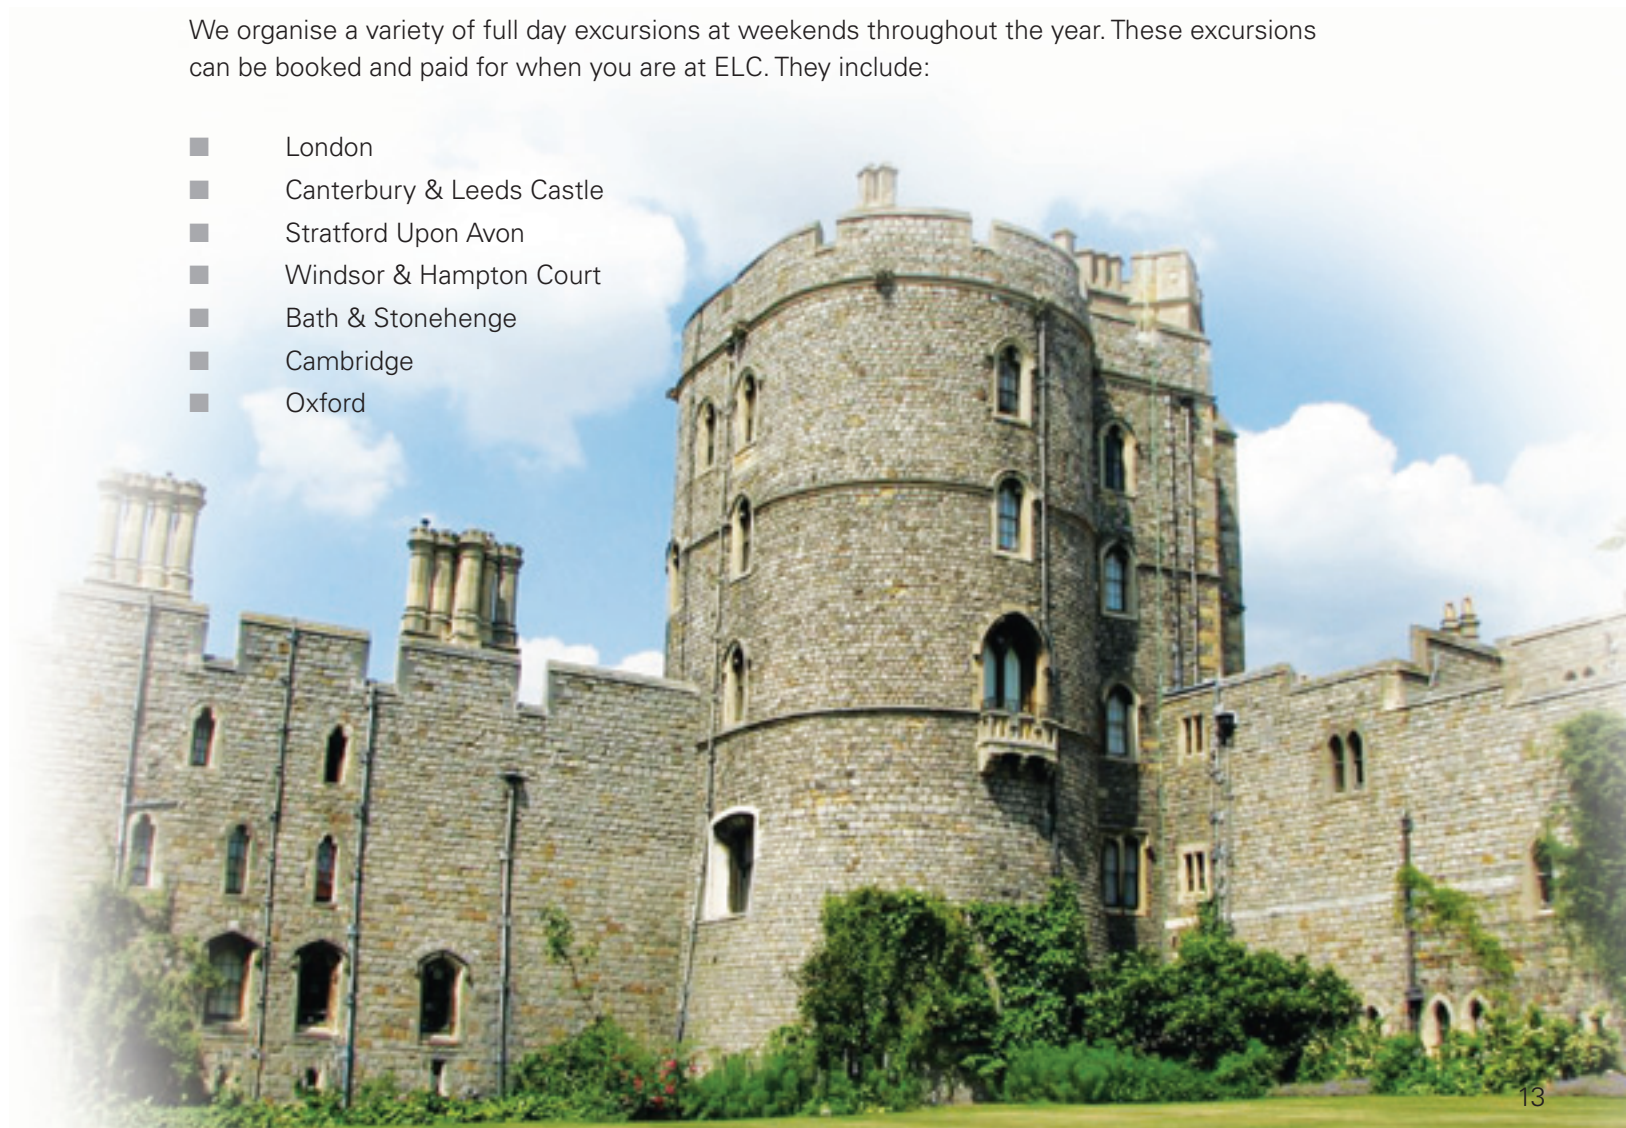 We organise a variety of full day excursions at weekends throughout the year. These excursions
can be booked and paid for when you are at ELC. They include:
■ London
■ Canterbury & Leeds Castle
■ Stratford Upon Avon
■ Windsor & Hampton Court
■ Bath & Stonehenge
■ Cambridge
■ Oxford
13